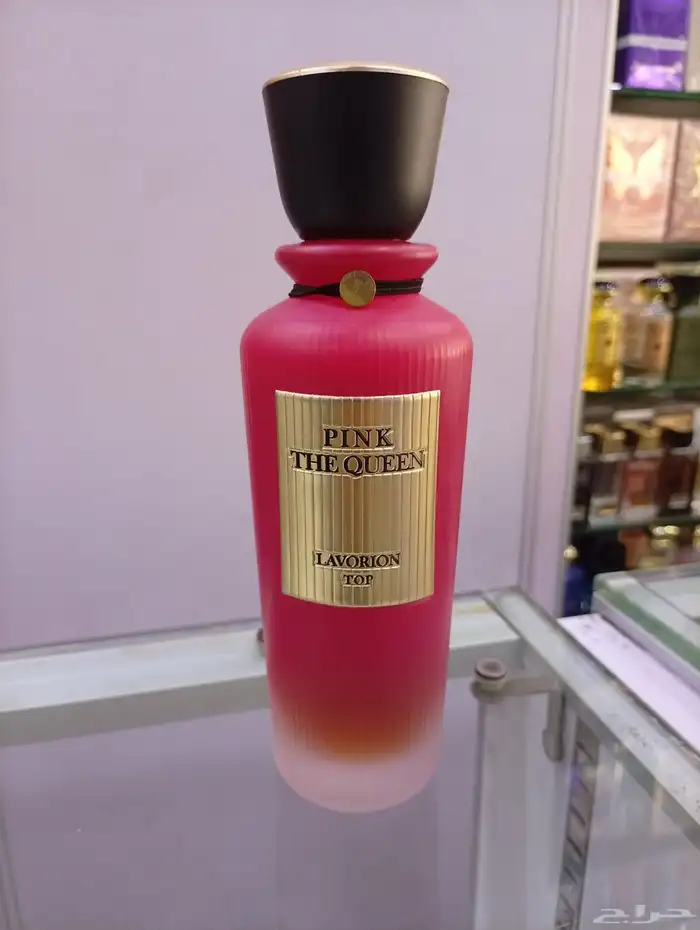 PINK
THE QUEEN
LAVORION
TOP
حراج